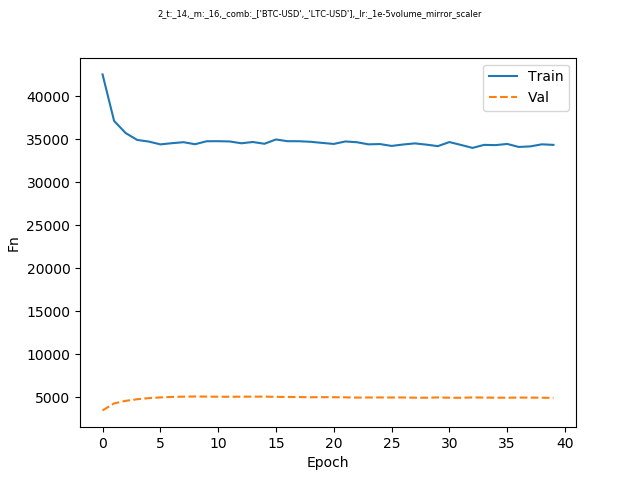 2_t:_14,_m:_16,_comb:_['BTC-USD',_'LTC-USD'],_lr:_1e-5volume_mirror_scaler
Train
Val
40000
35000
30000
25000
20000
15000
10000
5000
Fn
0 5 10 15 20 25 30 35 40
Epoch